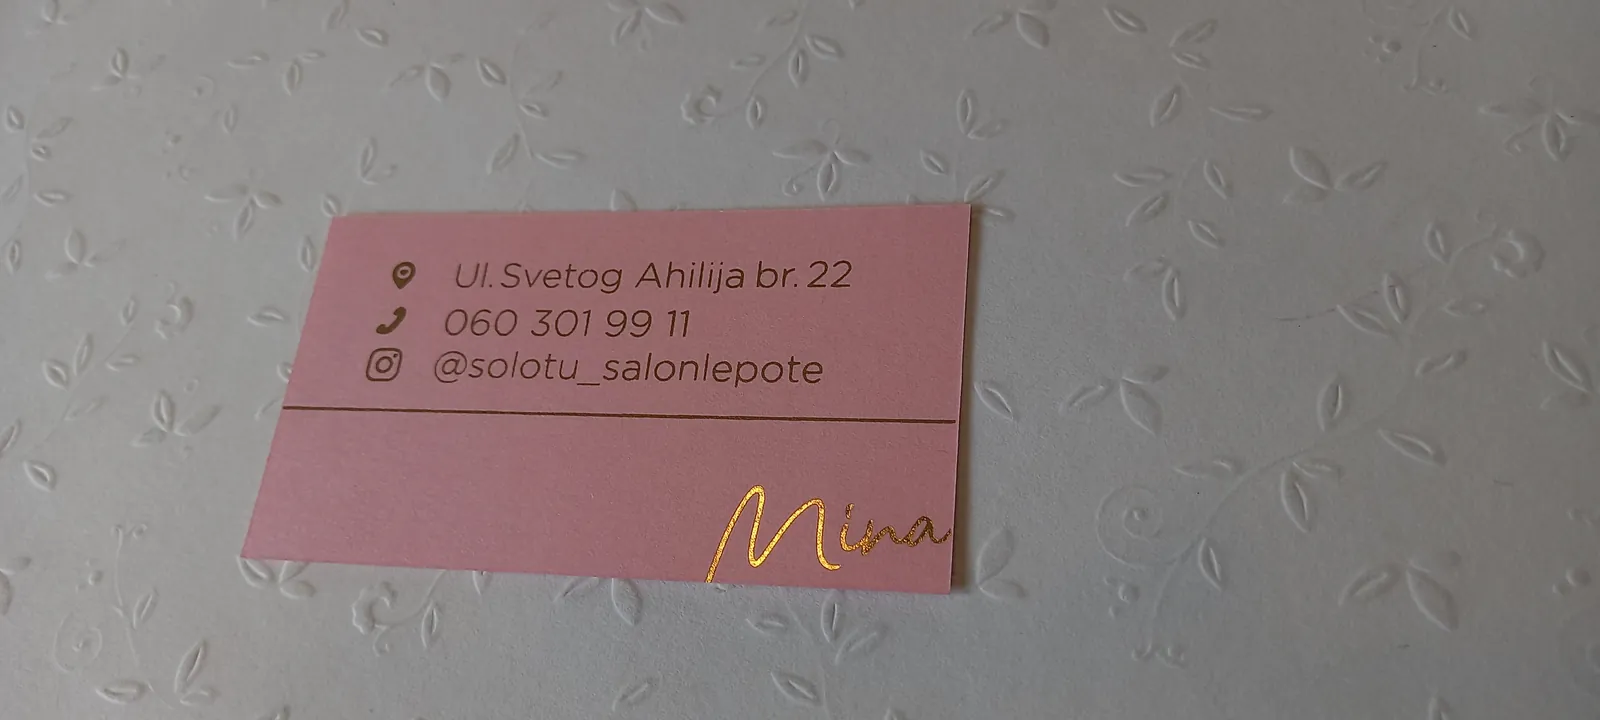 Ul. Svetog Ahilija br. 22
060 301 99 11
@solotu_salonlepote
Mina